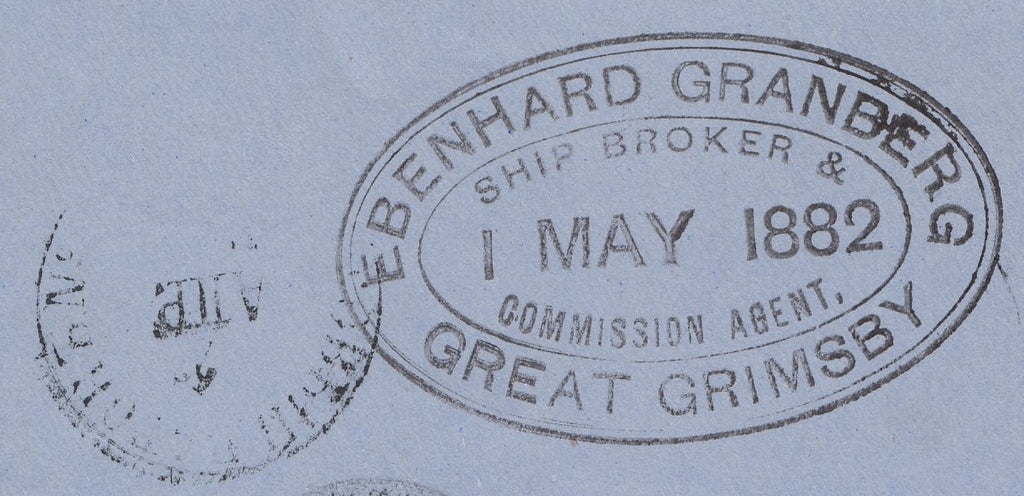 EBENHARD GRANBERG
SHIP BROKER &
1 MAY 1882
COMMISSION AGENT,
GREAT GRIMSBY